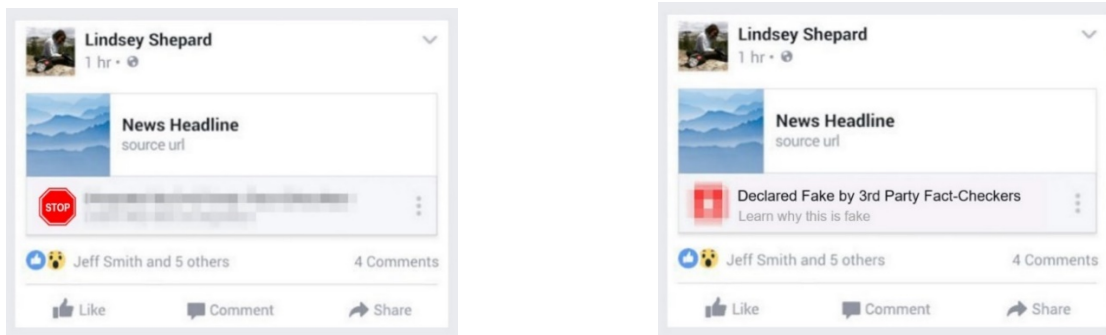 Lindsey Shepard
1 hr
News Headline
source url
STOP
Jeff Smith and 5 others 4 Comments
Like Comment Share
Lindsey Shepard
1 hr
News Headline
source url
Declared Fake by 3rd Party Fact-Checkers
Learn why this is fake
Jeff Smith and 5 others 4 Comments
Like Comment Share